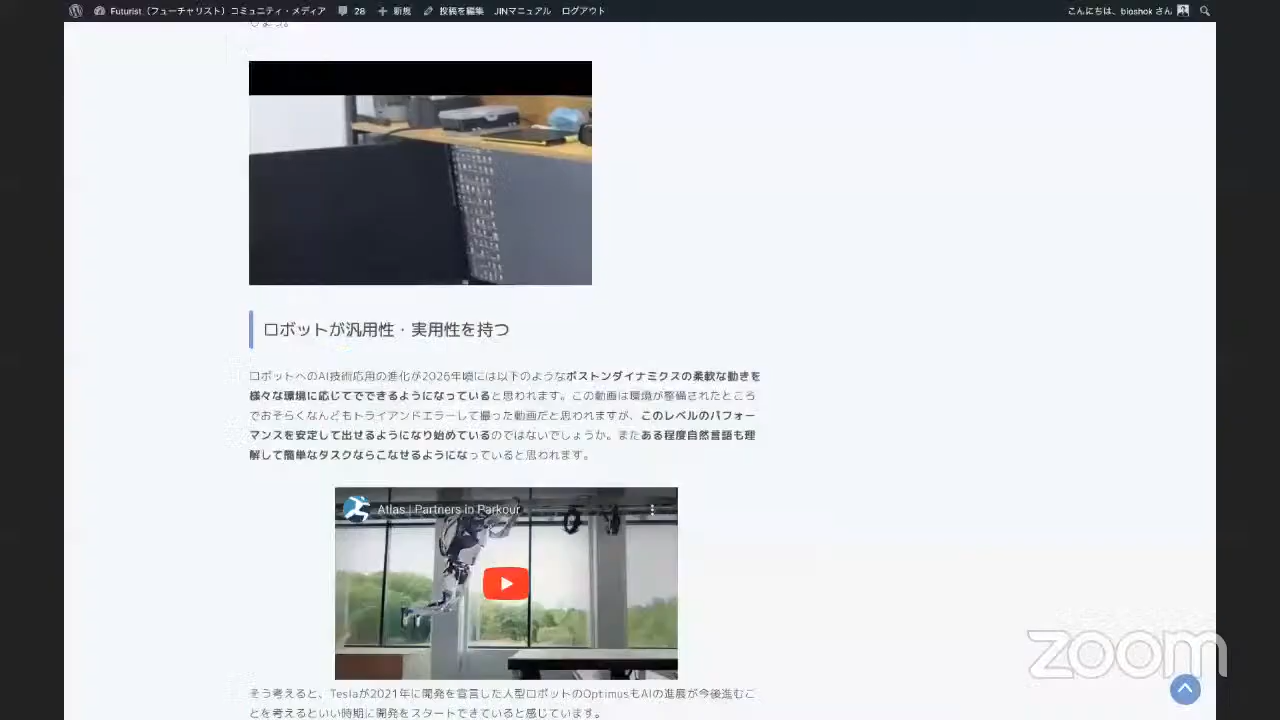 Futurist（フューチャリスト）コミュニティ・メディア 28 新規 投稿を編集 JINマニュアル ログアウト こんにちは、bioshok さん
ロボットが汎用性・実用性を持つ
ロボットへのAI技術応用の進化が2026年頃には以下のようなボストンダイナミクスの柔軟な動きを
様々な環境に応じてでできるようになっていると思われます。この動画は環境が整備されたところ
でおそらくなんどもトライアンドエラーして撮った動画だと思われますが、このレベルのパフォー
マンスを安定して出せるようになり始めているのではないでしょうか。またある程度自然言語も理
解して簡単なタスクならこなせるようになっていると思われます。
Atlas | Partners in Parkour
そう考えると、Teslaが2021年に開発を宣言した人型ロボットのOptimusもAIの進展が今後進むこ
とを考えるといい時期に開発をスタートできていると感じています。
zoom